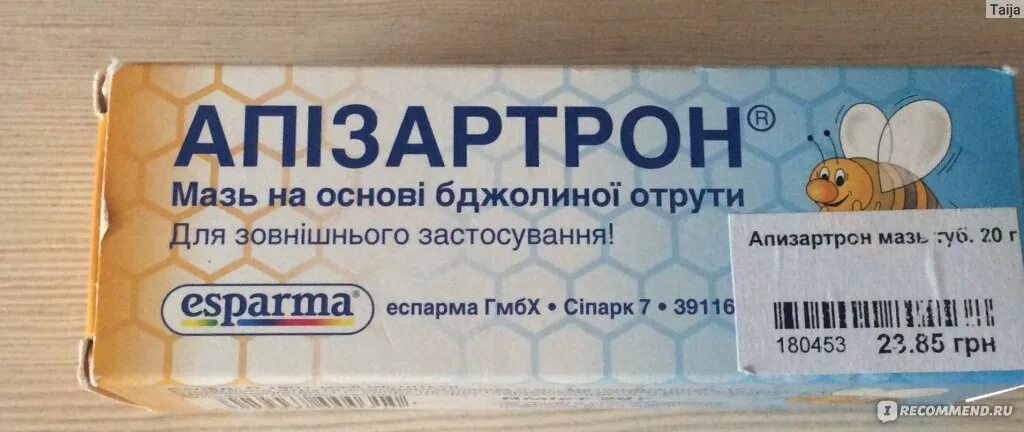 Taija
АПІЗАРТРОН®
Мазь на основі бджолиної отрути
Для зовнішнього застосування!
esparma®
еспарма ГмбХ • Сіпарк 7 • 39116
Апизартрон мазь туб. 20 г
180453 23.85 грн
IRECOMMEND.RU